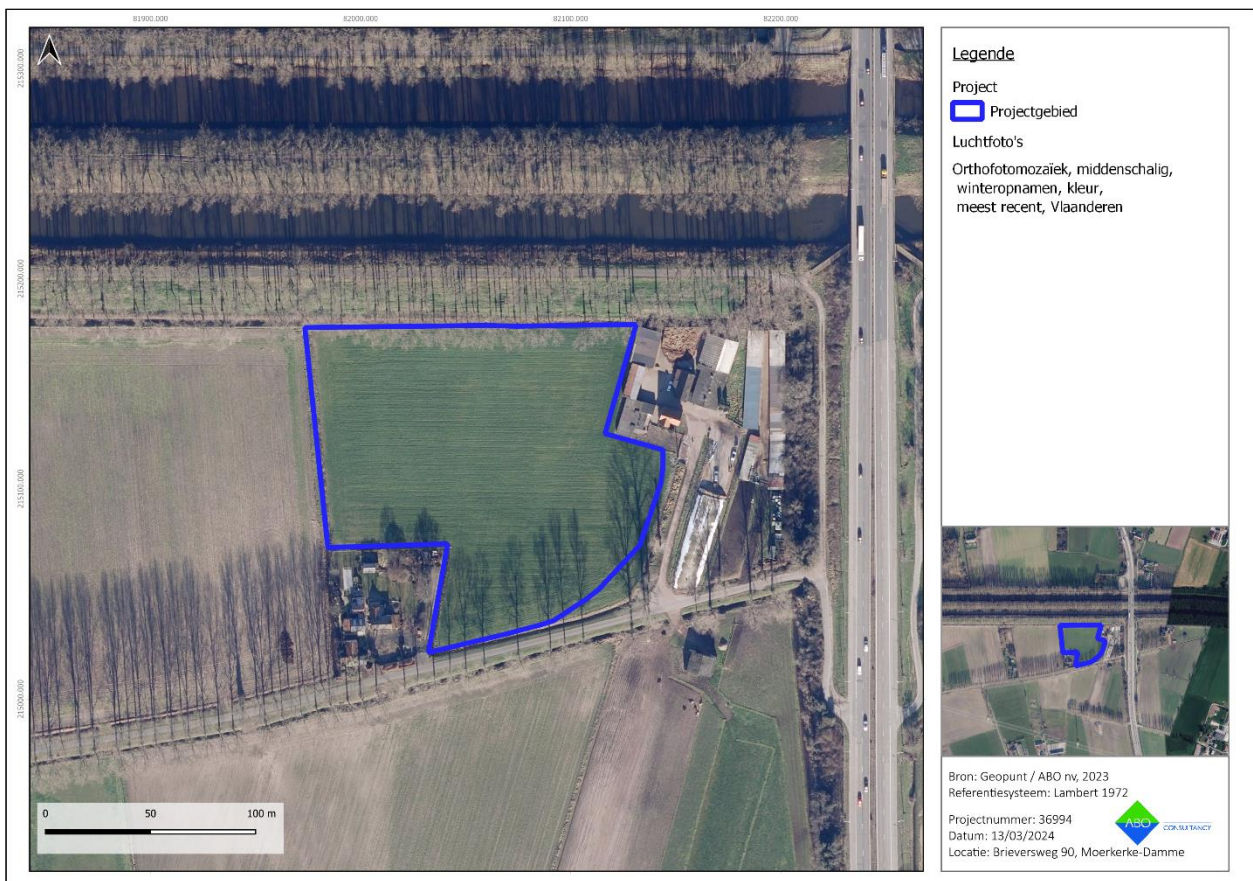 81900.000
82000.000
82100.000
82200.000
215300.000
215200.000
215100.000
215000.000
0
50
100 m
Legende
Project
Projectgebied
Luchtfoto's
Orthofotomozaïek, middenschalig,
winteropnamen, kleur,
meest recent, Vlaanderen
Bron: Geopunt / ABO nv, 2023
Referentiesysteem: Lambert 1972
Projectnummer: 36994
Datum: 13/03/2024
Locatie: Brieversweg 90, Moerkerke-Damme
ABO
CONSULTANCY